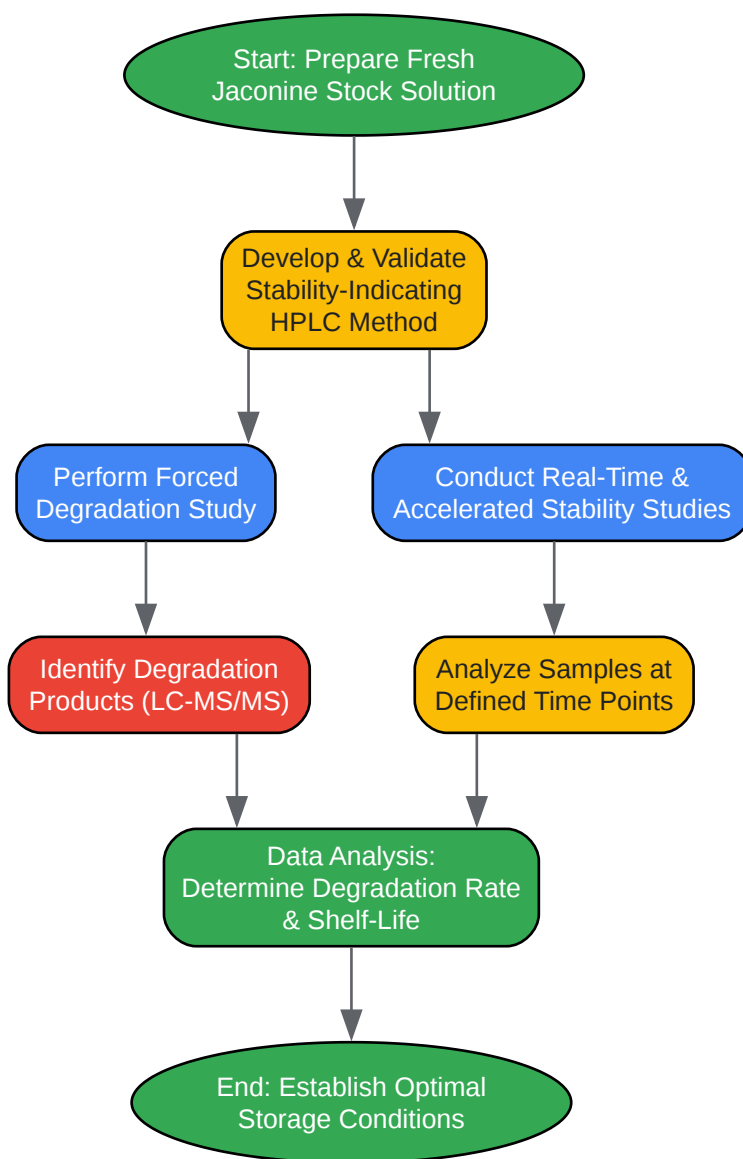 Start: Prepare Fresh
Jaconine Stock Solution
Develop & Validate
Stability-Indicating
HPLC Method
Perform Forced
Degradation Study
Conduct Real-Time &
Accelerated Stability Studies
Identify Degradation
Products (LC-MS/MS)
Analyze Samples at
Defined Time Points
Data Analysis:
Determine Degradation Rate
& Shelf-Life
End: Establish Optimal
Storage Conditions